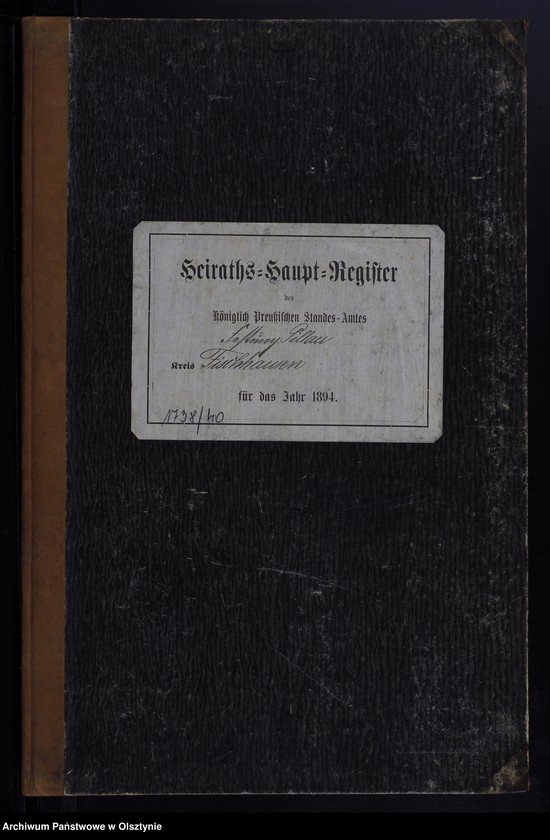 Heiraths-Haupt-Register
des
Königlich Preußischen Standes-Amtes
Festung Pillau
Kreis Fischhausen
für das Jahr 1894.
1738/40
Archiwum Państwowe w Olsztynie